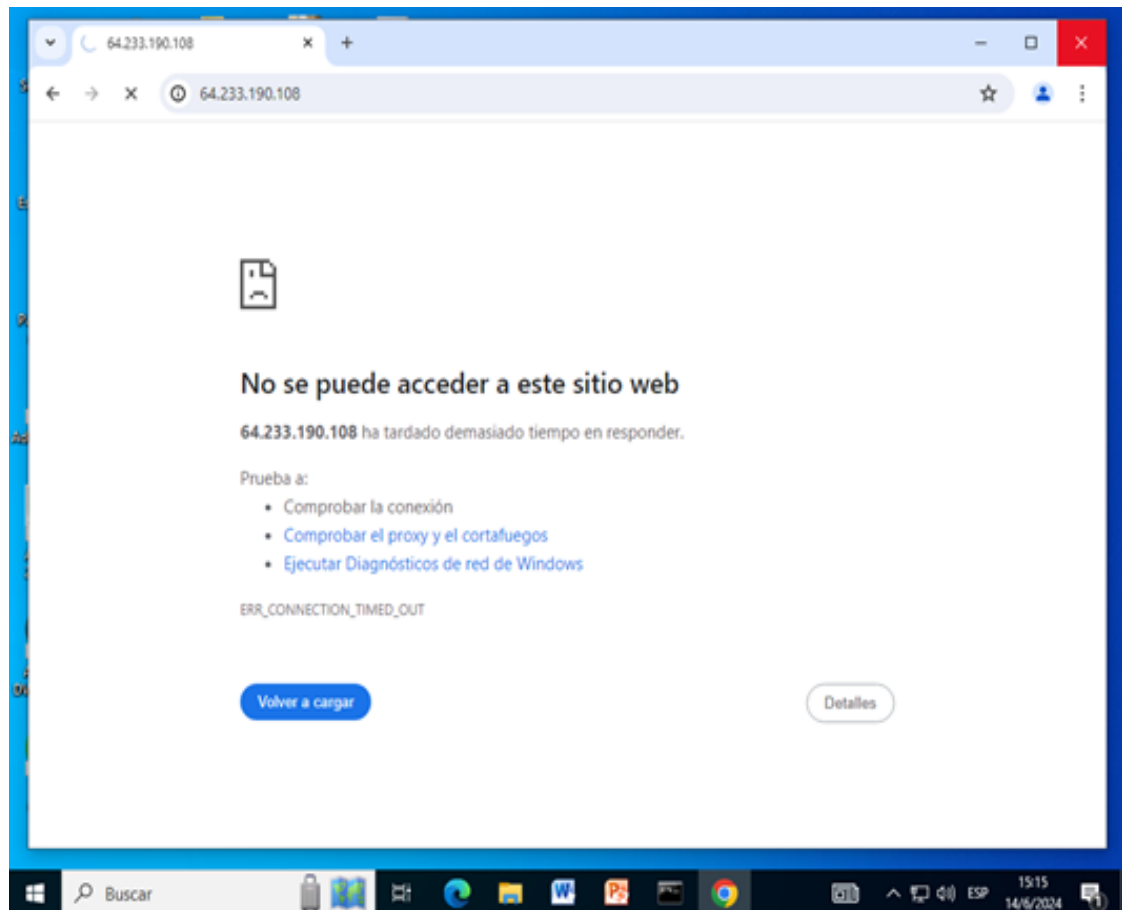 64.233.190.108
64.233.190.108
No se puede acceder a este sitio web
64.233.190.108 ha tardado demasiado tiempo en responder.
Prueba a:
• Comprobar la conexión
• Comprobar el proxy y el cortafuegos
• Ejecutar Diagnósticos de red de Windows
ERR_CONNECTION_TIMED_OUT
Volver a cargar
Detalles
Buscar
ESP
15:15
14/6/2024